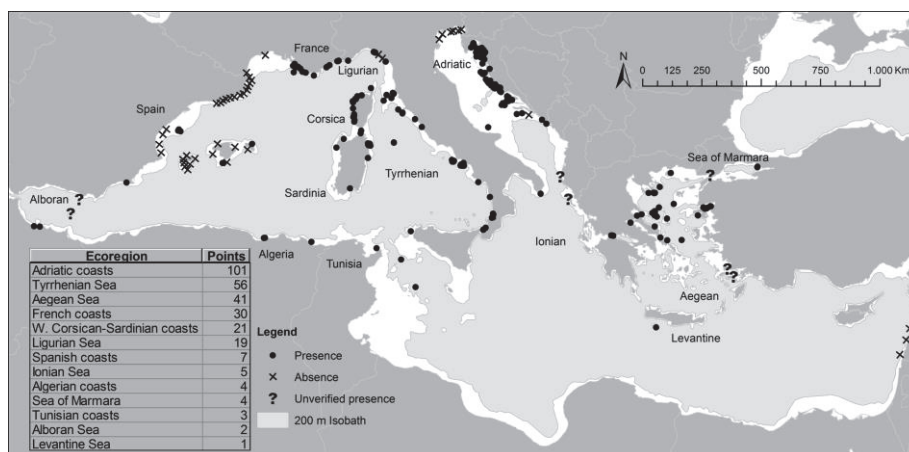 France
Ligurian
Adriatic
N
0 125 250 500 750 1.000 Km
Spain
Corsica
Sea of Marmara
Tyrrhenian
Alboran
Sardinia
Ionian
Algeria
Tunisia
Aegean
Levantine
Ecoregion Points
Adriatic coasts 101
Tyrrhenian Sea 56
Aegean Sea 41
French coasts 30
W. Corsican-Sardinian coasts 21
Ligurian Sea 19
Spanish coasts 7
Ionian Sea 5
Algerian coasts 4
Sea of Marmara 4
Tunisian coasts 3
Alboran Sea 2
Levantine Sea 1
Legend
Presence
Absence
? Unverified presence
200 m Isobath